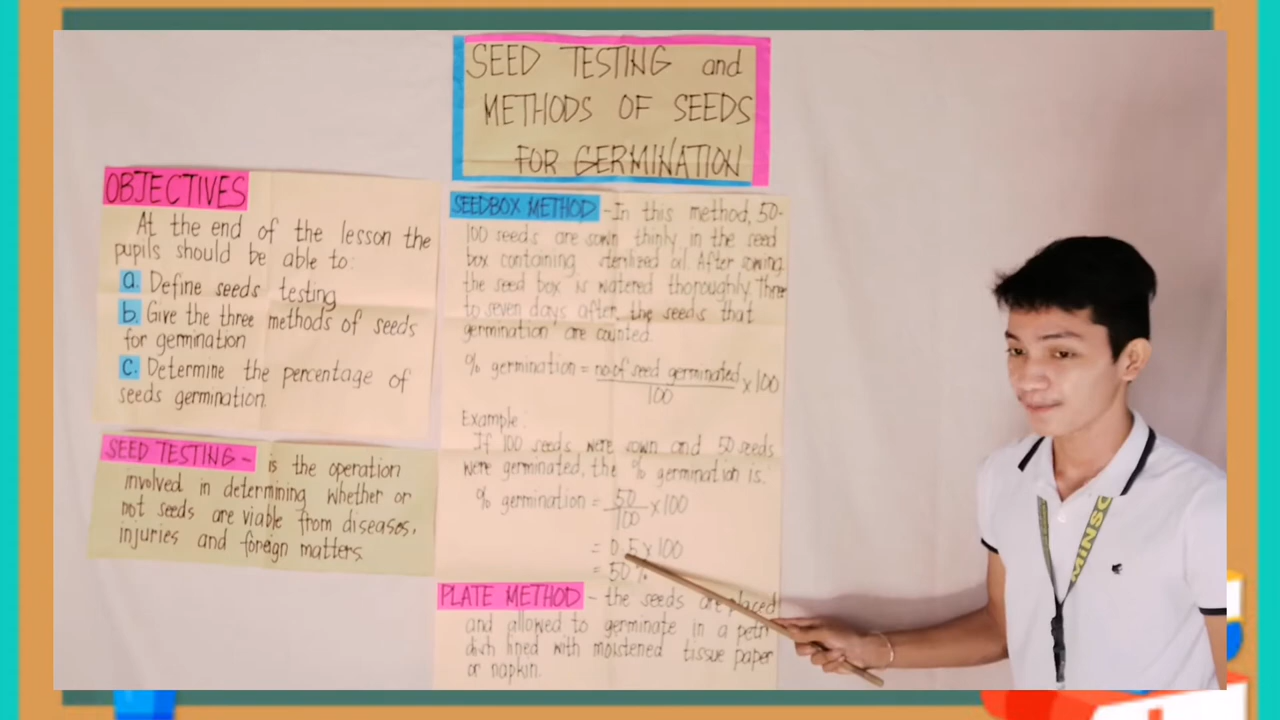 SEED TESTING and
METHODS OF SEEDS
FOR GERMINATION
OBJECTIVES
At the end of the lesson the
pupils should be able to:
a. Define seeds testing
b. Give the three methods of seeds
for germination
c. Determine the percentage of
seeds germination.
SEED TESTING - is the operation
involved in determining whether or
not seeds are viable from diseases,
injuries and foreign matters.
SEEDBOX METHOD - In this method, 50-
100 seeds are sown thinly in the seed
box containing sterilized oil. After sowing,
the seed box is watered thoroughly. Three
to seven days after, the seeds that
germination are counted.
% germination = no of seed germinated/100 x 100
Example:
If 100 seeds were sown and 50 seeds
were germinated, the % germination is:
% germination = 50/100 x 100
= 0.5 x 100
= 50%
PLATE METHOD - the seeds are placed
and allowed to germinate in a petri
dish lined with moistened tissue paper
or napkin.
MINSC